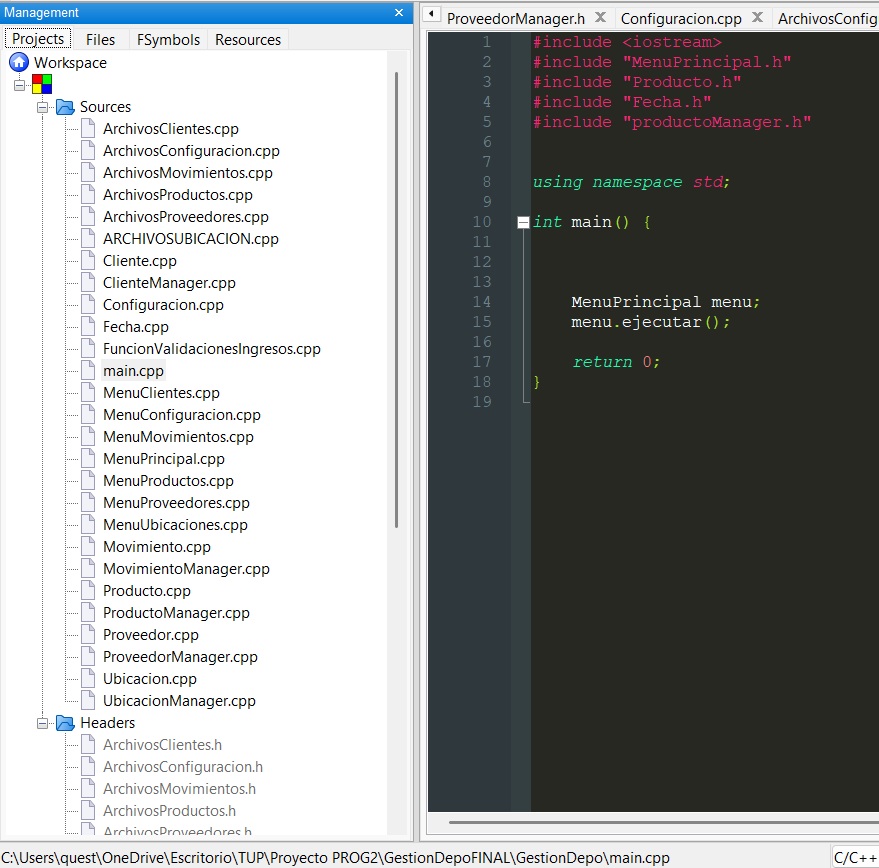 Management
Projects Files FSymbols Resources
Workspace
Sources
ArchivosClientes.cpp
ArchivosConfiguracion.cpp
ArchivosMovimientos.cpp
ArchivosProductos.cpp
ArchivosProveedores.cpp
ARCHIVOSUBICACION.cpp
Cliente.cpp
ClienteManager.cpp
Configuracion.cpp
Fecha.cpp
FuncionValidacionesIngresos.cpp
main.cpp
MenuClientes.cpp
MenuConfiguracion.cpp
MenuMovimientos.cpp
MenuPrincipal.cpp
MenuProductos.cpp
MenuProveedores.cpp
MenuUbicaciones.cpp
Movimiento.cpp
MovimientoManager.cpp
Producto.cpp
ProductoManager.cpp
Proveedor.cpp
ProveedorManager.cpp
Ubicacion.cpp
UbicacionManager.cpp
Headers
ArchivosClientes.h
ArchivosConfiguracion.h
ArchivosMovimientos.h
ArchivosProductos.h
ArchivosProveedores.h
ProveedorManager.h Configuracion.cpp ArchivosConfig
1 #include <iostream>
2 #include "MenuPrincipal.h"
3 #include "Producto.h"
4 #include "Fecha.h"
5 #include "productoManager.h"
6
7
8 using namespace std;
9
10 int main() {
11
12
13
14 MenuPrincipal menu;
15 menu.ejecutar();
16
17 return 0;
18 }
19
C:\Users\quest\OneDrive\Escritorio\TUP\Proyecto PROG2\GestionDepoFINAL\GestionDepo\main.cpp C/C++